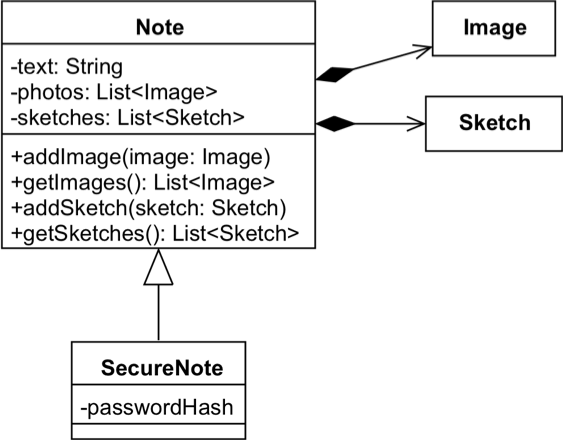 Note
-text: String
-photos: List<Image>
-sketches: List<Sketch>
+addImage(image: Image)
+getImages(): List<Image>
+addSketch(sketch: Sketch)
+getSketches(): List<Sketch>
Image
Sketch
SecureNote
-passwordHash